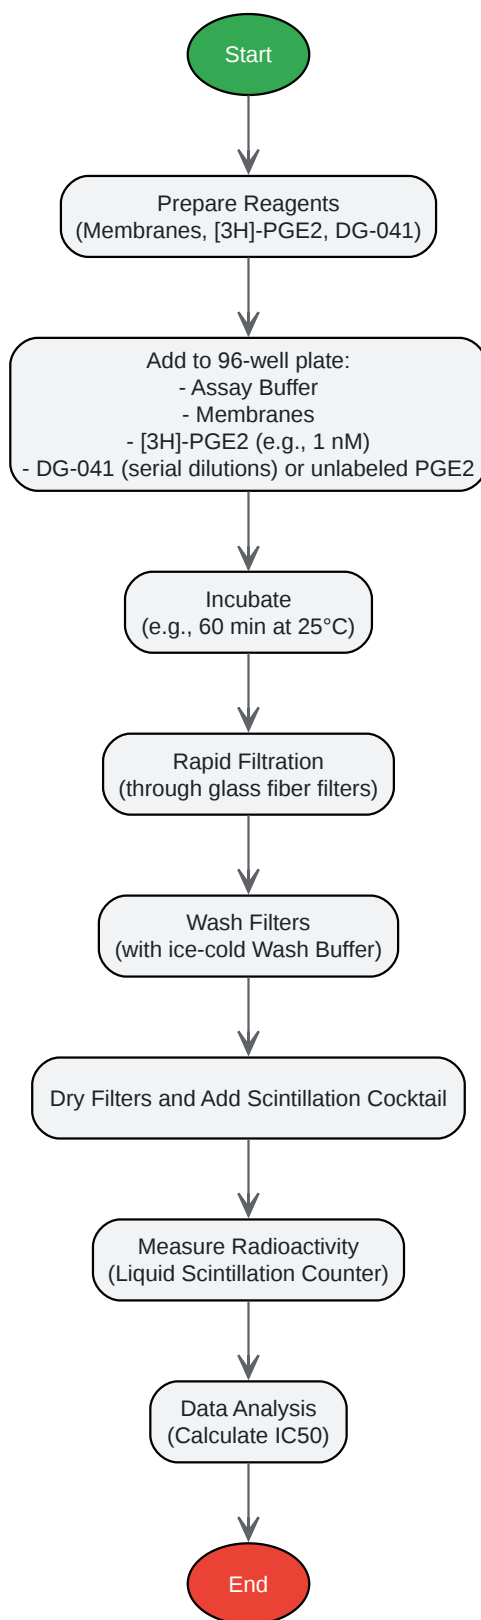 Start
Prepare Reagents
(Membranes, [3H]-PGE2, DG-041)
Add to 96-well plate:
- Assay Buffer
- Membranes
- [3H]-PGE2 (e.g., 1 nM)
- DG-041 (serial dilutions) or unlabeled PGE2
Incubate
(e.g., 60 min at 25°C)
Rapid Filtration
(through glass fiber filters)
Wash Filters
(with ice-cold Wash Buffer)
Dry Filters and Add Scintillation Cocktail
Measure Radioactivity
(Liquid Scintillation Counter)
Data Analysis
(Calculate IC50)
End